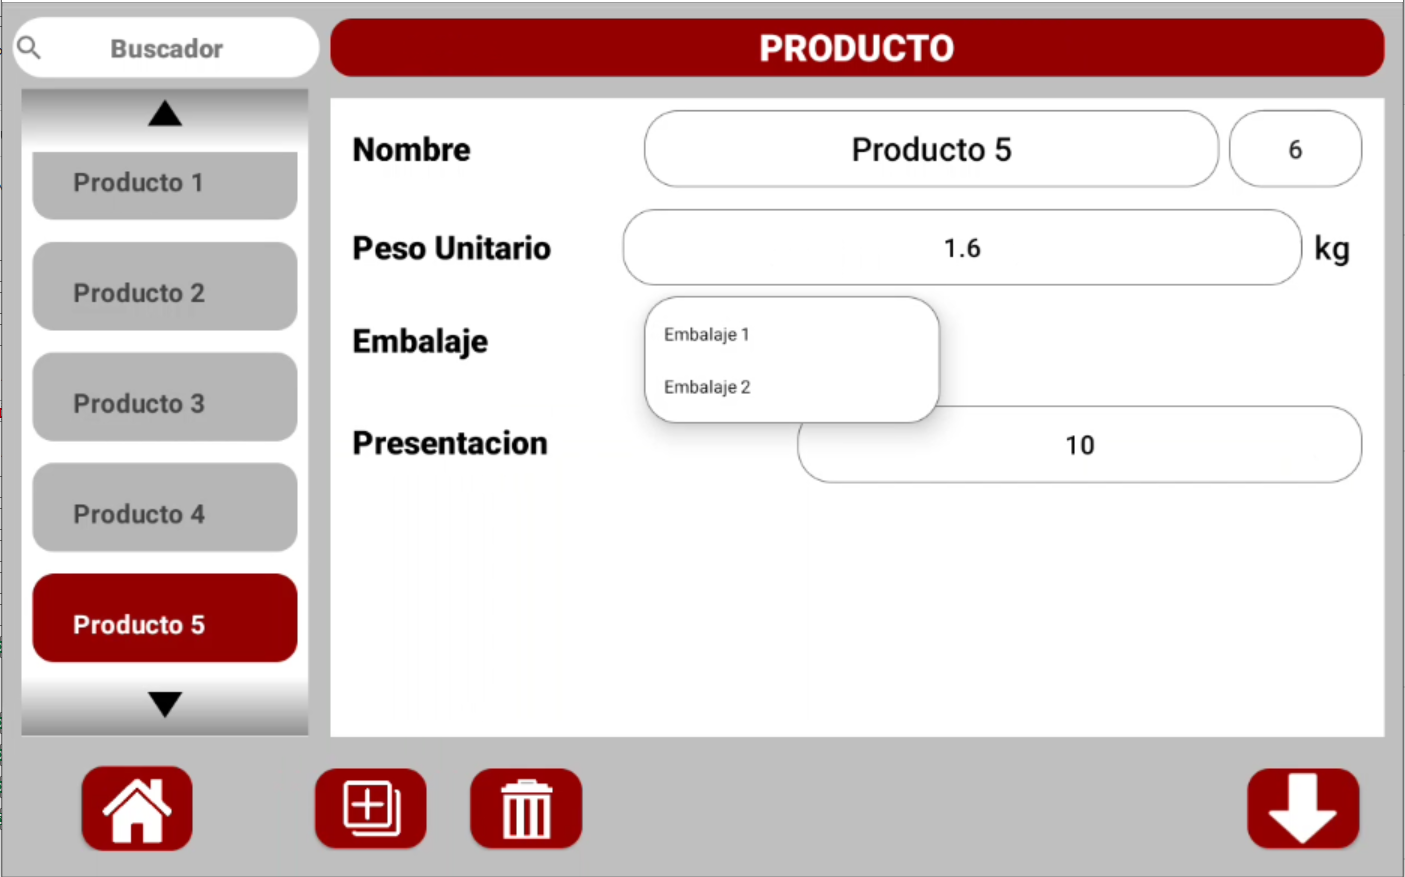 Buscador
PRODUCTO
Producto 1
Producto 2
Producto 3
Producto 4
Producto 5
Nombre
Producto 5
6
Peso Unitario
1.6
kg
Embalaje
Embalaje 1
Embalaje 2
Presentacion
10